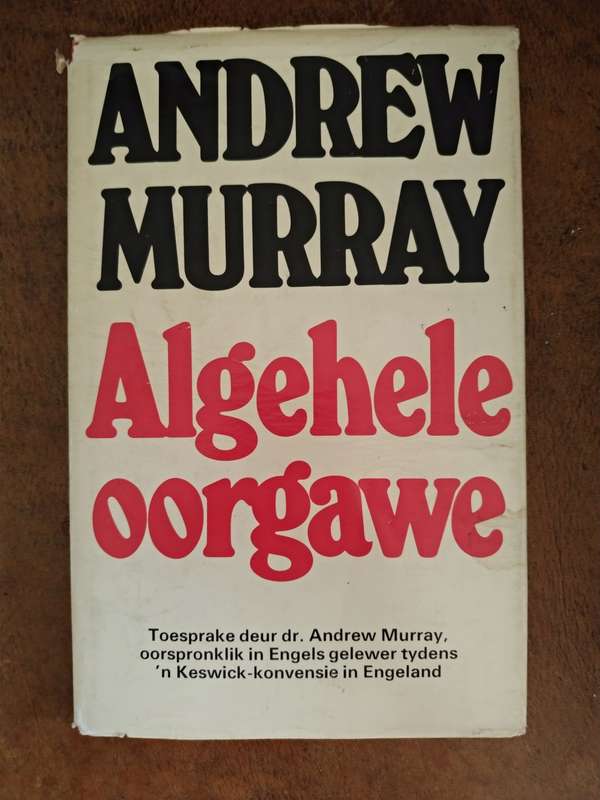 ANDREW
MURRAY
Algehele
oorgawe
Toesprake deur dr. Andrew Murray,
oorspronklik in Engels gelewer tydens
'n Keswick-konvensie in Engeland